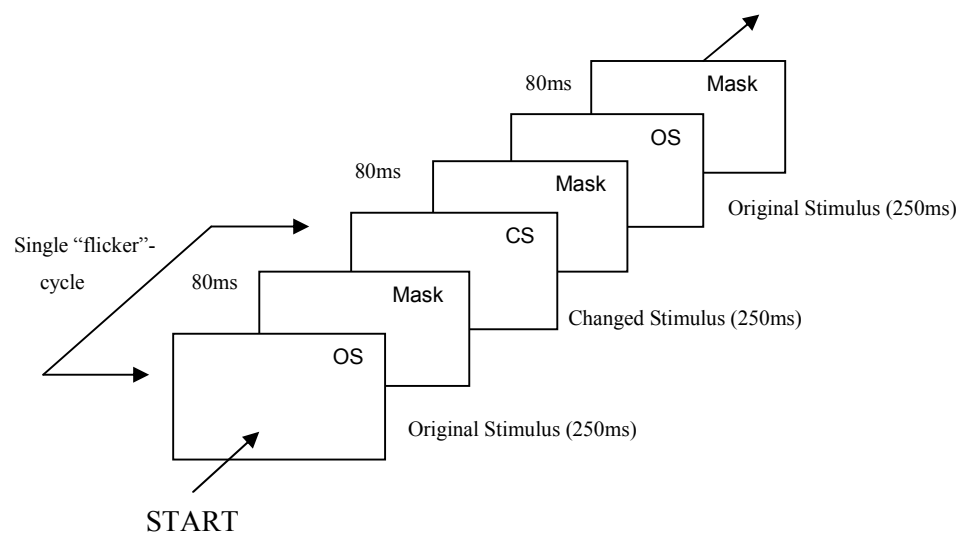 80ms
Mask
OS
80ms
Mask
Original Stimulus (250ms)
CS
Single “flicker”-
cycle
80ms
Mask
Changed Stimulus (250ms)
OS
Original Stimulus (250ms)
START